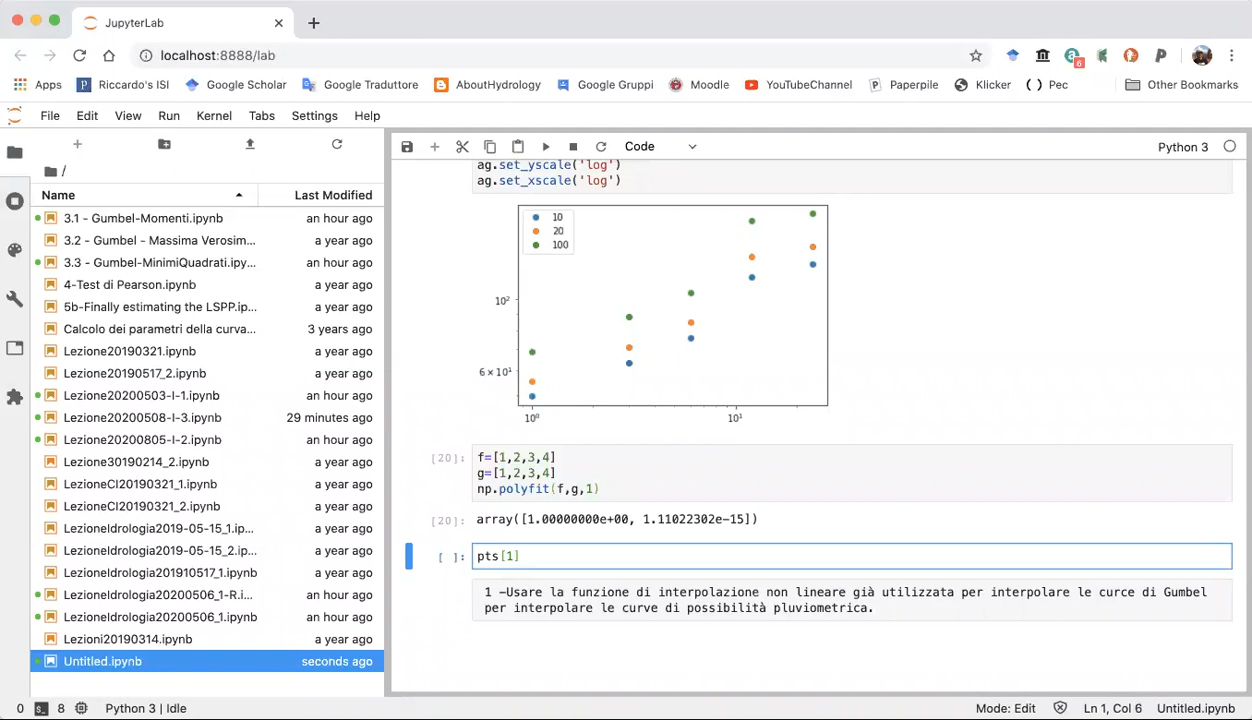 JupyterLab
localhost:8888/lab
6
Apps
Riccardo's ISI
Google Scholar
Google Traduttore
AboutHydrology
Google Gruppi
Moodle
YouTubeChannel
Paperpile
Klicker
Pec
Other Bookmarks
File Edit View Run Kernel Tabs Settings Help
Code
Python 3
/
Name Last Modified
3.1 - Gumbel-Momenti.ipynb an hour ago
3.2 - Gumbel - Massima Verosim... a year ago
3.3 - Gumbel-MinimiQuadrati.ipy... an hour ago
4-Test di Pearson.ipynb a year ago
5b-Finally estimating the LSPP.ip... a year ago
Calcolo dei parametri della curva... 3 years ago
Lezione20190321.ipynb a year ago
Lezione20190517_2.ipynb a year ago
Lezione20200503-I-1.ipynb an hour ago
Lezione20200508-I-3.ipynb 29 minutes ago
Lezione20200805-I-2.ipynb an hour ago
Lezione30190214_2.ipynb a year ago
LezioneCI20190321_1.ipynb a year ago
LezioneCI20190321_2.ipynb a year ago
LezioneIdrologia2019-05-15_1.ip... a year ago
LezioneIdrologia2019-05-15_2.ip... a year ago
LezioneIdrologia201910517_1.ipynb a year ago
LezioneIdrologia20200506_1-R.i... an hour ago
LezioneIdrologia20200506_1.ipynb an hour ago
Lezioni20190314.ipynb a year ago
Untitled.ipynb seconds ago
ag.set_yscale('log')
ag.set_xscale('log')
10
20
100
10²
6 × 10¹
10⁰ 10¹
[20]: f=[1,2,3,4]
g=[1,2,3,4]
np.polyfit(f,g,1)
[20]: array([1.00000000e+00, 1.11022302e-15])
[ ]: pts[1]
1 -Usare la funzione di interpolazione non lineare già utilizzata per interpolare le curce di Gumbel
per interpolare le curve di possibilità pluviometrica.
0 8 Python 3 | Idle Mode: Edit Ln 1, Col 6 Untitled.ipynb